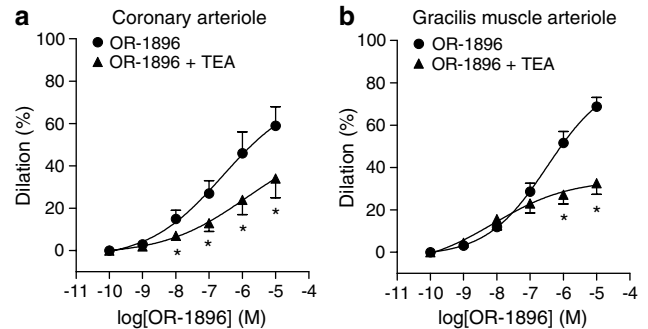 a
Coronary arteriole
100
80
60
40
20
0
Dilation (%)
OR-1896
OR-1896 + TEA
*
*
*
*
-11 -10 -9 -8 -7 -6 -5 -4
log[OR-1896] (M)
b
Gracilis muscle arteriole
100
80
60
40
20
0
Dilation (%)
OR-1896
OR-1896 + TEA
*
*
-11 -10 -9 -8 -7 -6 -5 -4
log[OR-1896] (M)